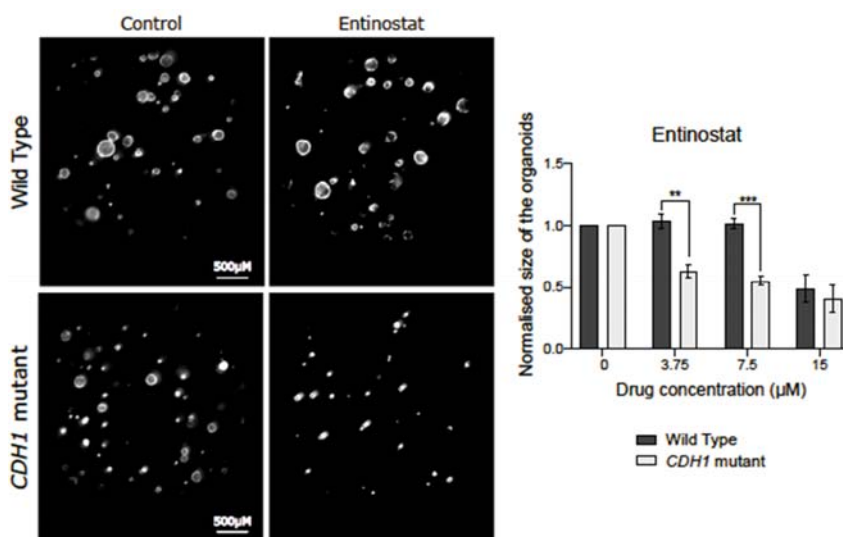 Control
Entinostat
Wild Type
500µM
CDH1 mutant
500µM
Entinostat
Normalised size of the organoids
1.5
1.0
0.5
0.0
** ***
0 3.75 7.5 15
Drug concentration (µM)
Wild Type
CDH1 mutant